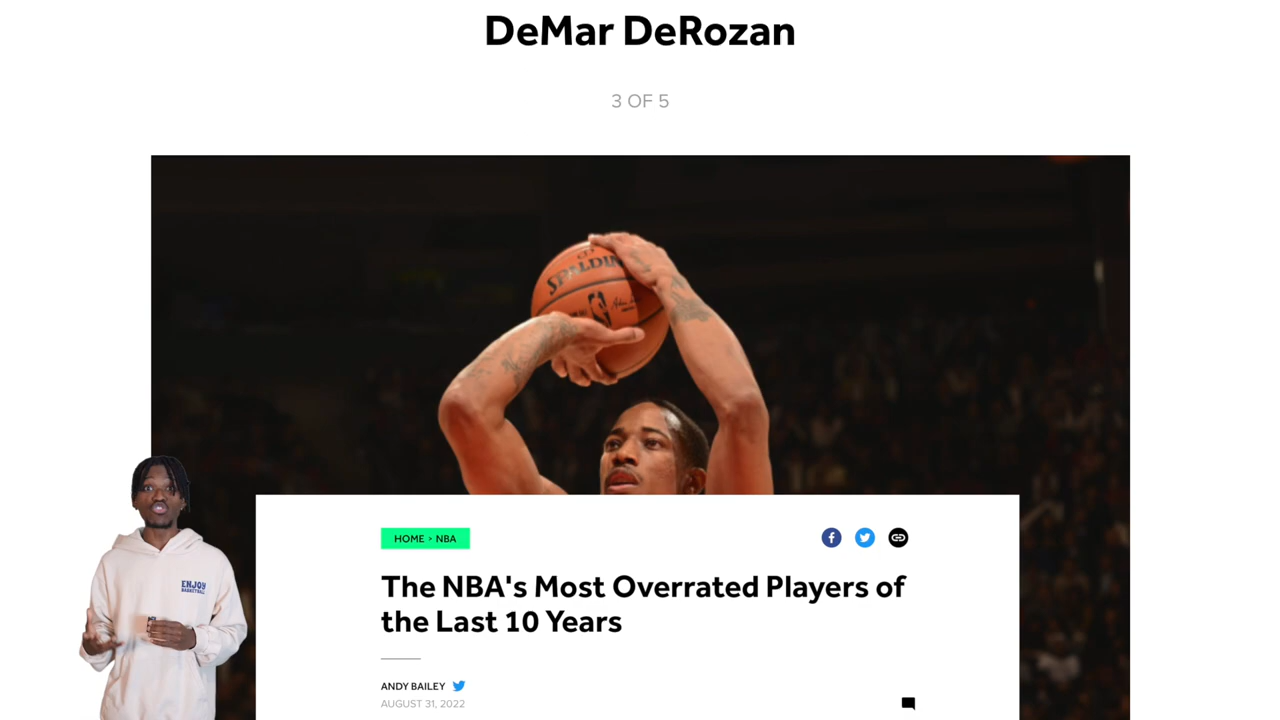 DeMar DeRozan
3 OF 5
SPALDIN
HOME > NBA
The NBA's Most Overrated Players of
the Last 10 Years
ANDY BAILEY
AUGUST 31, 2022
ENJOY
BASKETBALL